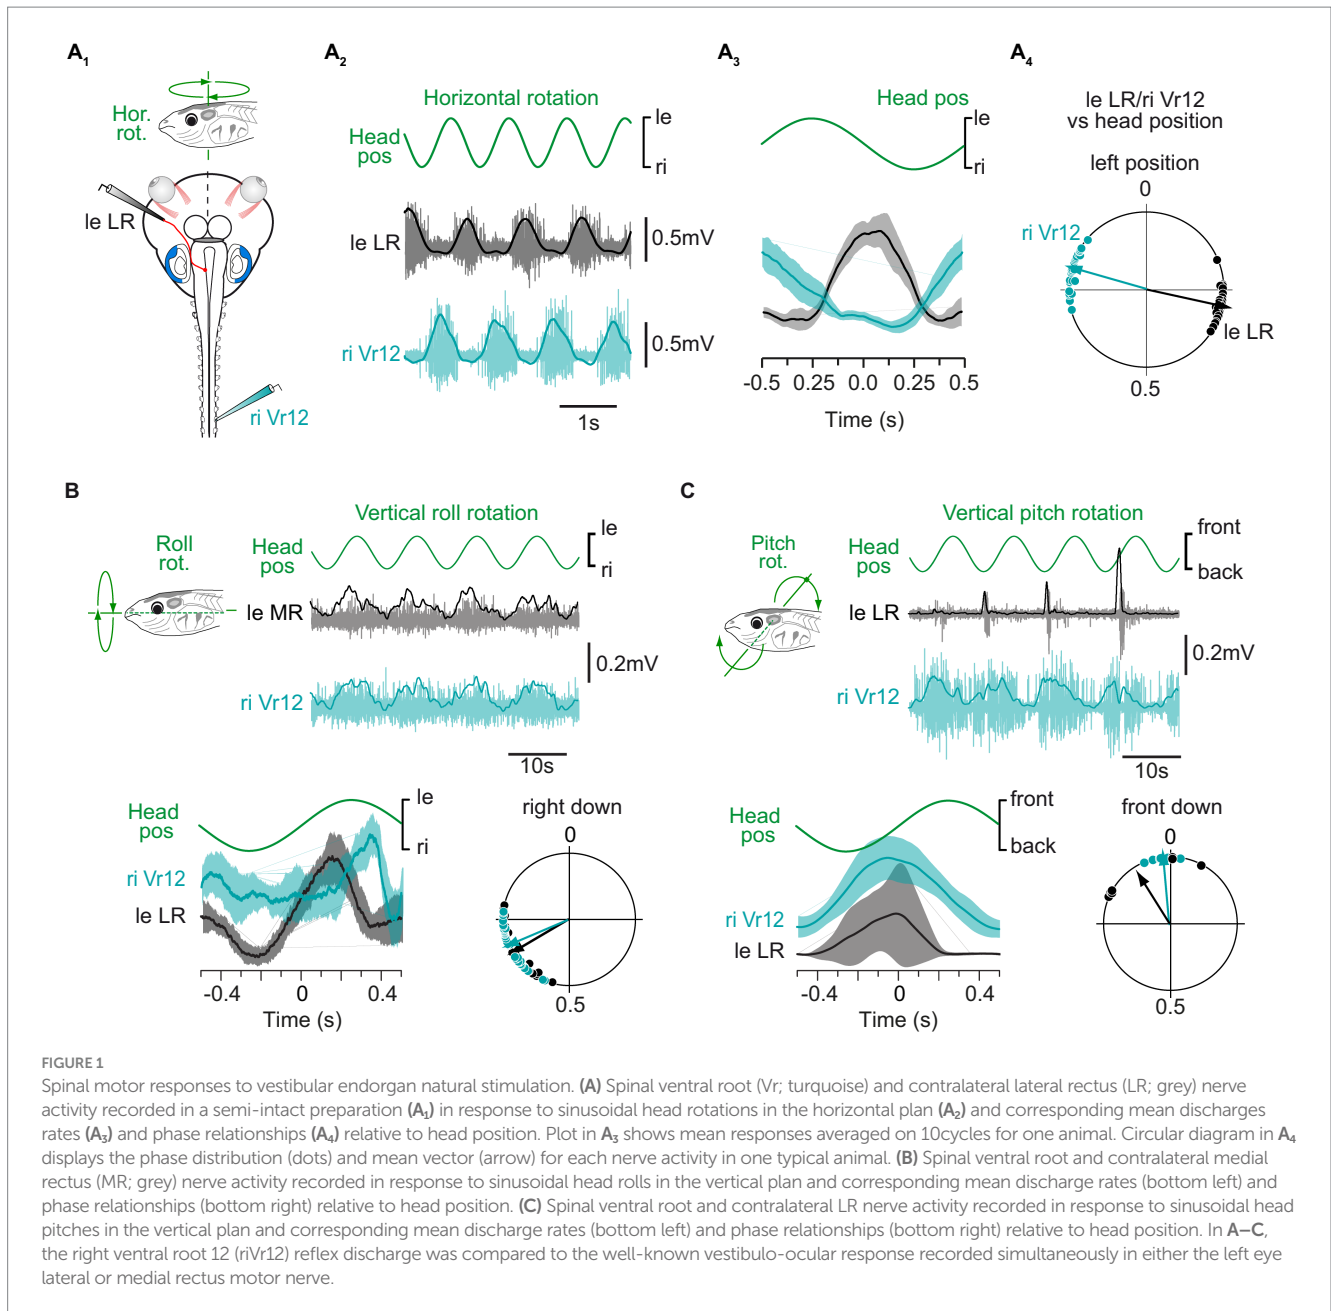 A1
Hor.
rot.
le LR
ri Vr12
A2
Horizontal rotation
Head
pos
le
ri
le LR
0.5mV
ri Vr12
0.5mV
1s
A3
Head pos
le
ri
-0.5 0.25 0.0 0.25 0.5
Time (s)
A4
le LR/ri Vr12
vs head position
left position
0
ri Vr12
le LR
0.5
B
Roll
rot.
Vertical roll rotation
Head
pos
le
ri
le MR
0.2mV
ri Vr12
10s
Head
pos
le
ri
ri Vr12
le LR
-0.4 0 0.4
Time (s)
right down
0
0.5
C
Pitch
rot.
Vertical pitch rotation
Head
pos
front
back
le LR
0.2mV
ri Vr12
10s
Head
pos
front
back
ri Vr12
le LR
-0.4 0 0.4
Time (s)
front down
0
0.5
FIGURE 1
Spinal motor responses to vestibular endorgan natural stimulation. (A) Spinal ventral root (Vr; turquoise) and contralateral lateral rectus (LR; grey) nerve
activity recorded in a semi-intact preparation (A1) in response to sinusoidal head rotations in the horizontal plan (A2) and corresponding mean discharges
rates (A3) and phase relationships (A4) relative to head position. Plot in A3 shows mean responses averaged on 10cycles for one animal. Circular diagram in A4
displays the phase distribution (dots) and mean vector (arrow) for each nerve activity in one typical animal. (B) Spinal ventral root and contralateral medial
rectus (MR; grey) nerve activity recorded in response to sinusoidal head rolls in the vertical plan and corresponding mean discharge rates (bottom left) and
phase relationships (bottom right) relative to head position. (C) Spinal ventral root and contralateral LR nerve activity recorded in response to sinusoidal head
pitches in the vertical plan and corresponding mean discharge rates (bottom left) and phase relationships (bottom right) relative to head position. In A–C,
the right ventral root 12 (riVr12) reflex discharge was compared to the well-known vestibulo-ocular response recorded simultaneously in either the left eye
lateral or medial rectus motor nerve.